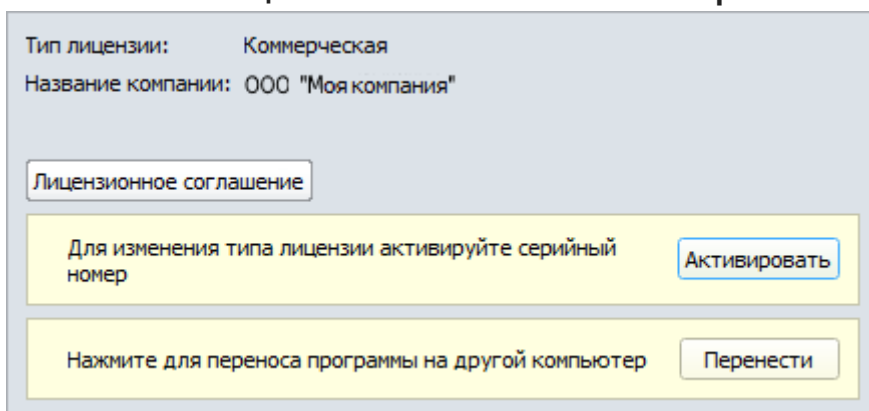 Тип лицензии: Коммерческая
Название компании: ООО "Моя компания"
Лицензионное соглашение
Для изменения типа лицензии активируйте серийный
номер
Активировать
Нажмите для переноса программы на другой компьютер
Перенести